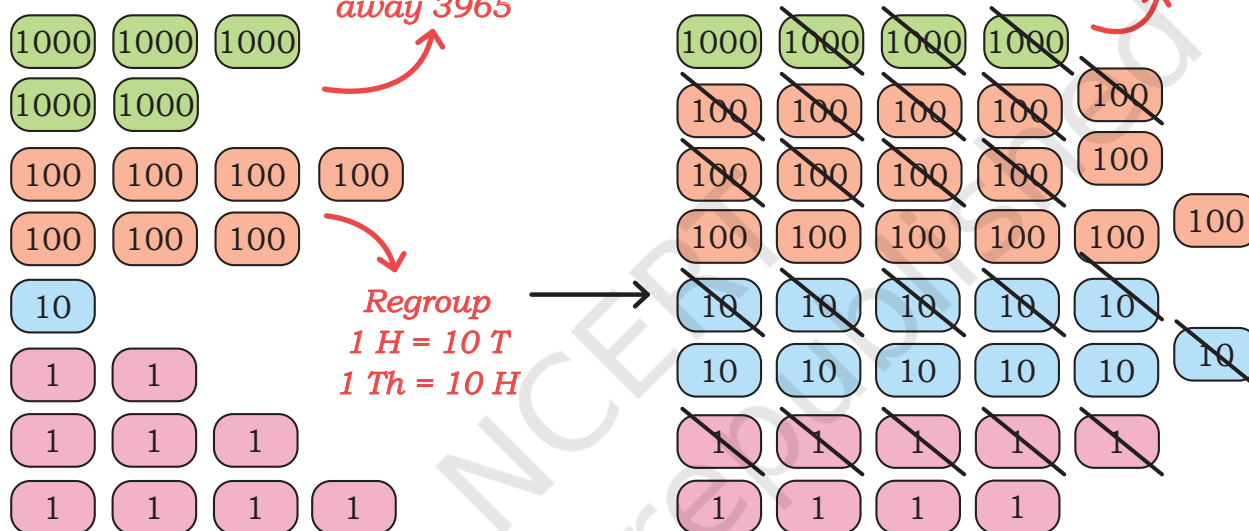 away 3965
1000 1000 1000
1000 1000
100 100 100 100
100 100 100
10
1 1
1 1 1
1 1 1 1
Regroup
1 H = 10 T
1 Th = 10 H
1000 1000 1000 1000
100 100 100 100 100
100 100 100 100 100
100 100 100 100 100 100
10 10 10 10 10
10 10 10 10 10 10
1 1 1 1 1
1 1 1 1
NCERT
republished